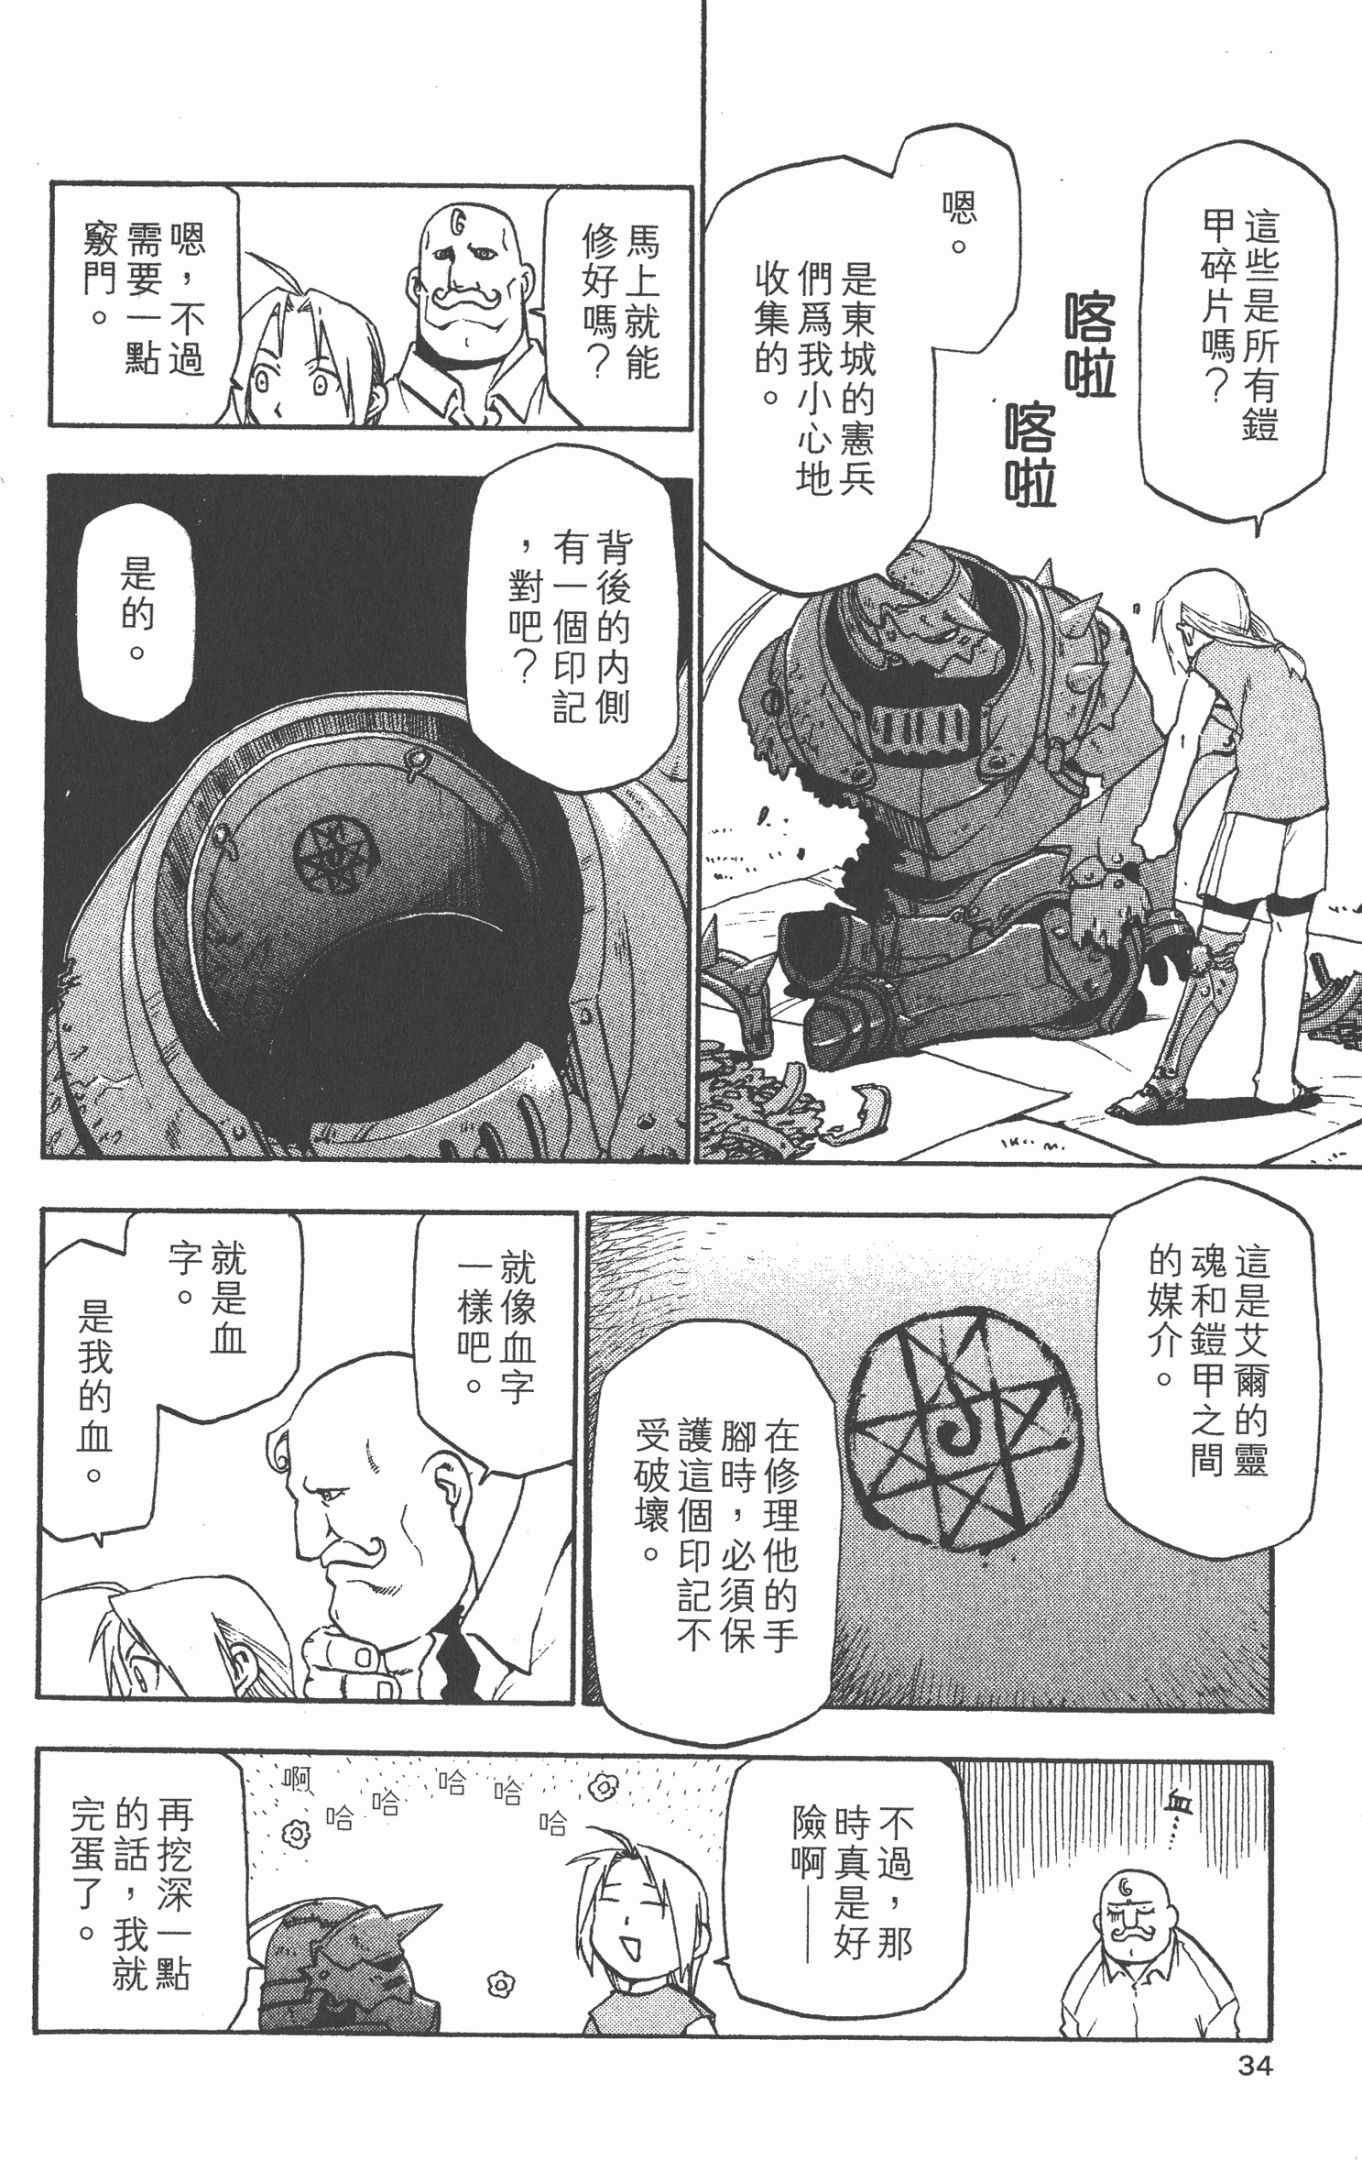 這些是所有鎧
甲碎片嗎？
喀啦
喀啦
嗯。
是東城的憲兵
們爲我小心地
收集的。
馬上就能
修好嗎？
嗯，不過
需要一點
竅門。
背後的內側
有一個印記
，對吧？
是的。
這是艾爾的靈
魂和鎧甲之間
的媒介。
在修理他的手
腳時，必須保
護這個印記不
受破壞。
就像血字
一樣吧。
就是血
字。
是我的血。
血……
不過，那
時真是好
險啊——
哈
哈
哈
哈
哈
啊
再挖深一點
的話，我就
完蛋了。
34